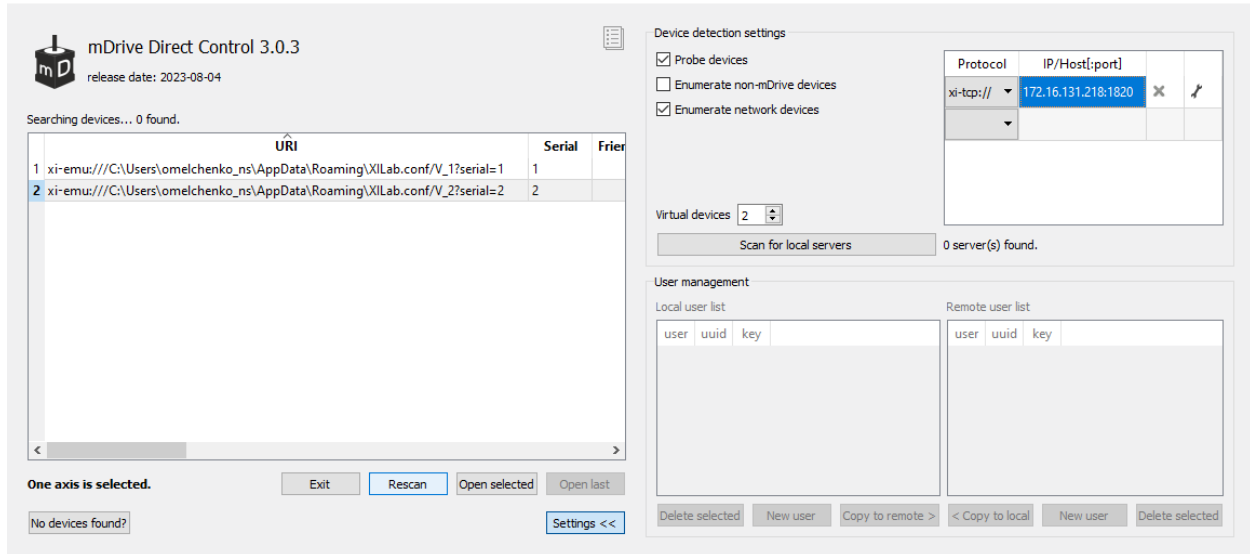 mDrive Direct Control 3.0.3
mD
release date: 2023-08-04
Searching devices... 0 found.
URI Serial Frier
1 xi-emu:///C:\Users\omelchenko_ns\AppData\Roaming\XILab.conf/V_1?serial=1 1
2 xi-emu:///C:\Users\omelchenko_ns\AppData\Roaming\XILab.conf/V_2?serial=2 2
One axis is selected. Exit Rescan Open selected Open last
No devices found? Settings <<
Device detection settings
Probe devices
Enumerate non-mDrive devices
Enumerate network devices
Protocol IP/Host[:port]
xi-tcp:// 172.16.131.218:1820
Virtual devices 2
Scan for local servers 0 server(s) found.
User management
Local user list Remote user list
user uuid key user uuid key
Delete selected New user Copy to remote > < Copy to local New user Delete selected